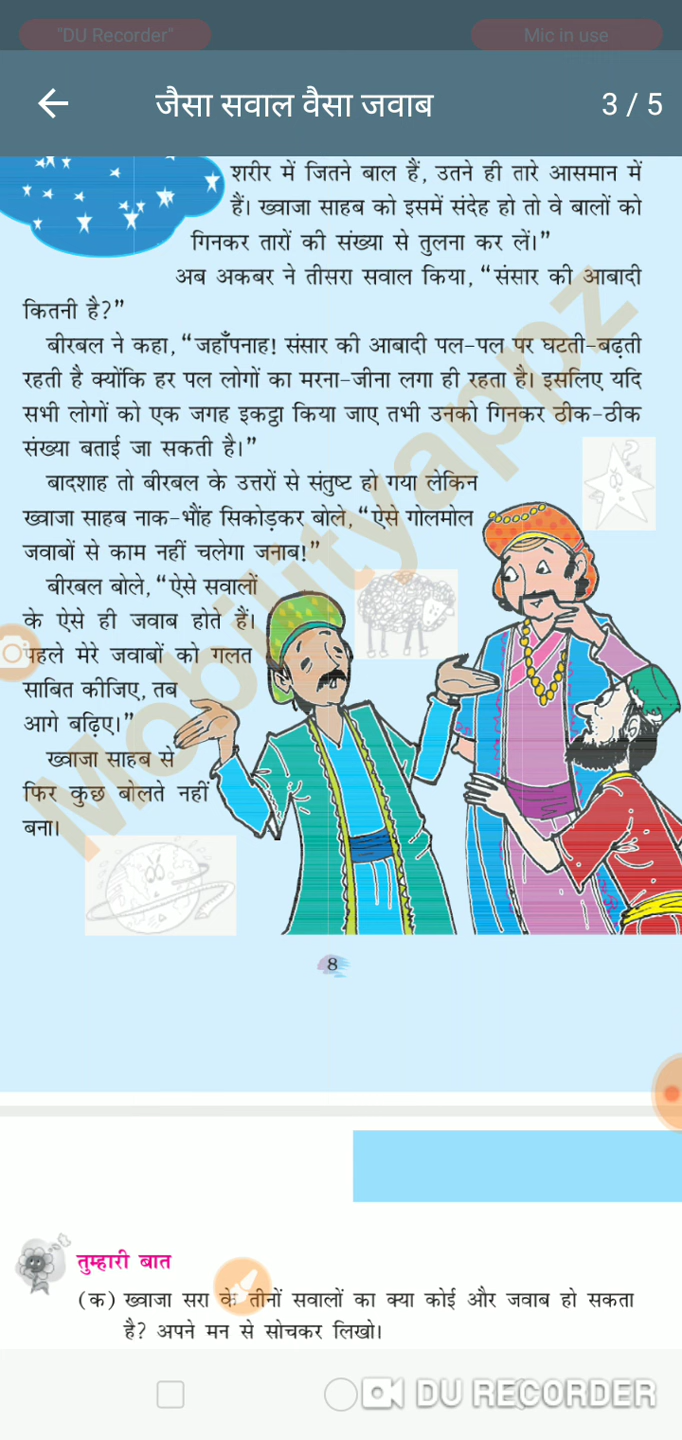 "DU Recorder"
Mic in use
जैसा सवाल वैसा जवाब
3 / 5
शरीर में जितने बाल हैं, उतने ही तारे आसमान में
हैं। ख्वाजा साहब को इसमें संदेह हो तो वे बालों को
गिनकर तारों की संख्या से तुलना कर लें।”
अब अकबर ने तीसरा सवाल किया, “संसार की आबादी
कितनी है?”
बीरबल ने कहा, “जहाँपनाह! संसार की आबादी पल-पल पर घटती-बढ़ती
रहती है क्योंकि हर पल लोगों का मरना-जीना लगा ही रहता है। इसलिए यदि
सभी लोगों को एक जगह इकट्ठा किया जाए तभी उनको गिनकर ठीक-ठीक
संख्या बताई जा सकती है।”
बादशाह तो बीरबल के उत्तरों से संतुष्ट हो गया लेकिन
ख्वाजा साहब नाक-भौंह सिकोड़कर बोले, “ऐसे गोलमोल
जवाबों से काम नहीं चलेगा जनाब!”
बीरबल बोले, “ऐसे सवालों
के ऐसे ही जवाब होते हैं।
पहले मेरे जवाबों को गलत
साबित कीजिए, तब
आगे बढ़िए।”
ख्वाजा साहब से
फिर कुछ बोलते नहीं
बना।
Mobilityappz
8
तुम्हारी बात
(क) ख्वाजा सरा के तीनों सवालों का क्या कोई और जवाब हो सकता
है? अपने मन से सोचकर लिखो।
DU RECORDER